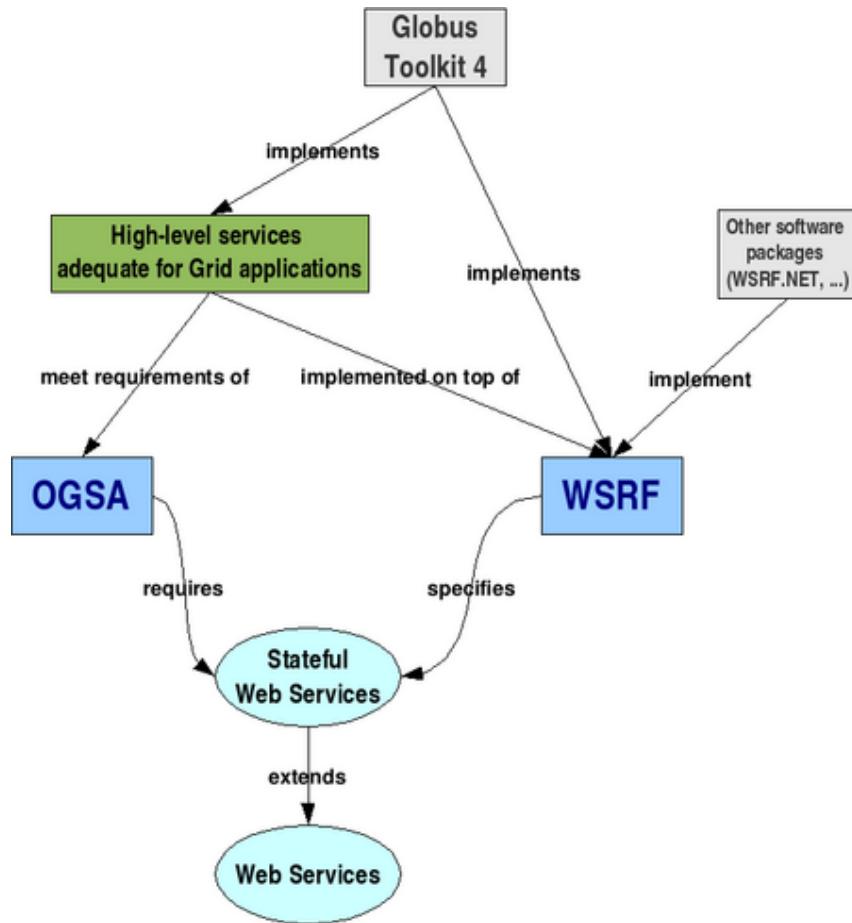 Globus
Toolkit 4
implements
High-level services
adequate for Grid applications
Other software
packages
(WSRF.NET, ...)
implements
meet requirements of
implemented on top of
implement
OGSA
WSRF
requires
specifies
Stateful
Web Services
extends
Web Services